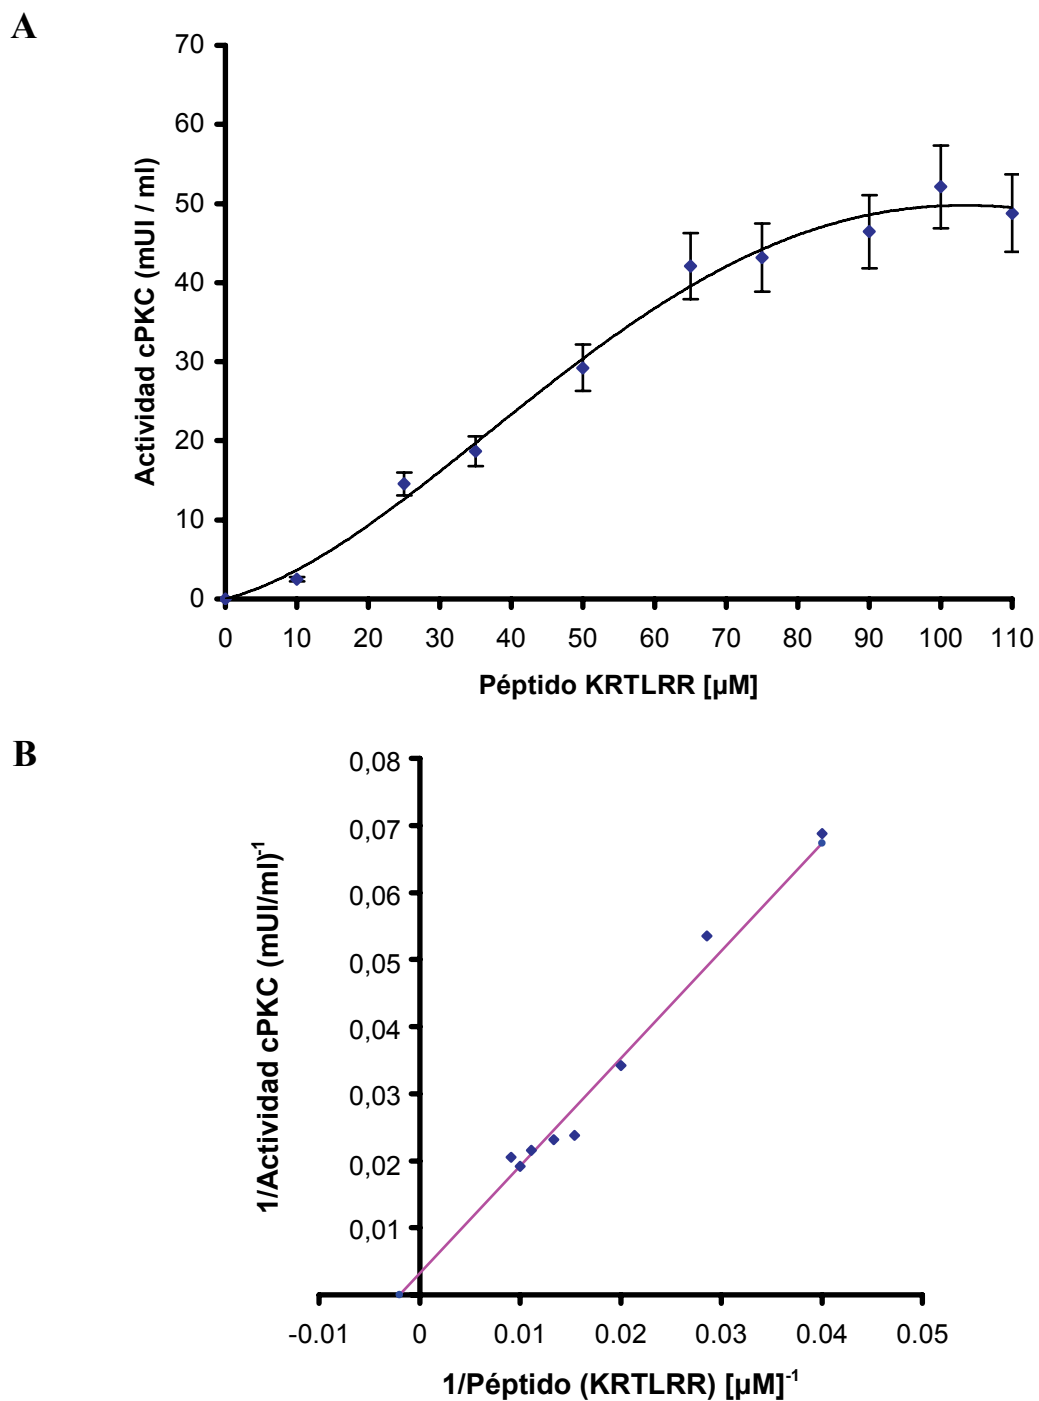 A
70
60
50
40
30
20
10
0
Actividad cPKC (mUI / ml)
0 10 20 30 40 50 60 70 80 90 100 110
Péptido KRTLRR [µM]
B
0,08
0,07
0,06
0,05
0,04
0,03
0,02
0,01
1/Actividad cPKC (mUI/ml)-1
-0.01 0 0.01 0.02 0.03 0.04 0.05
1/Péptido (KRTLRR) [µM]-1